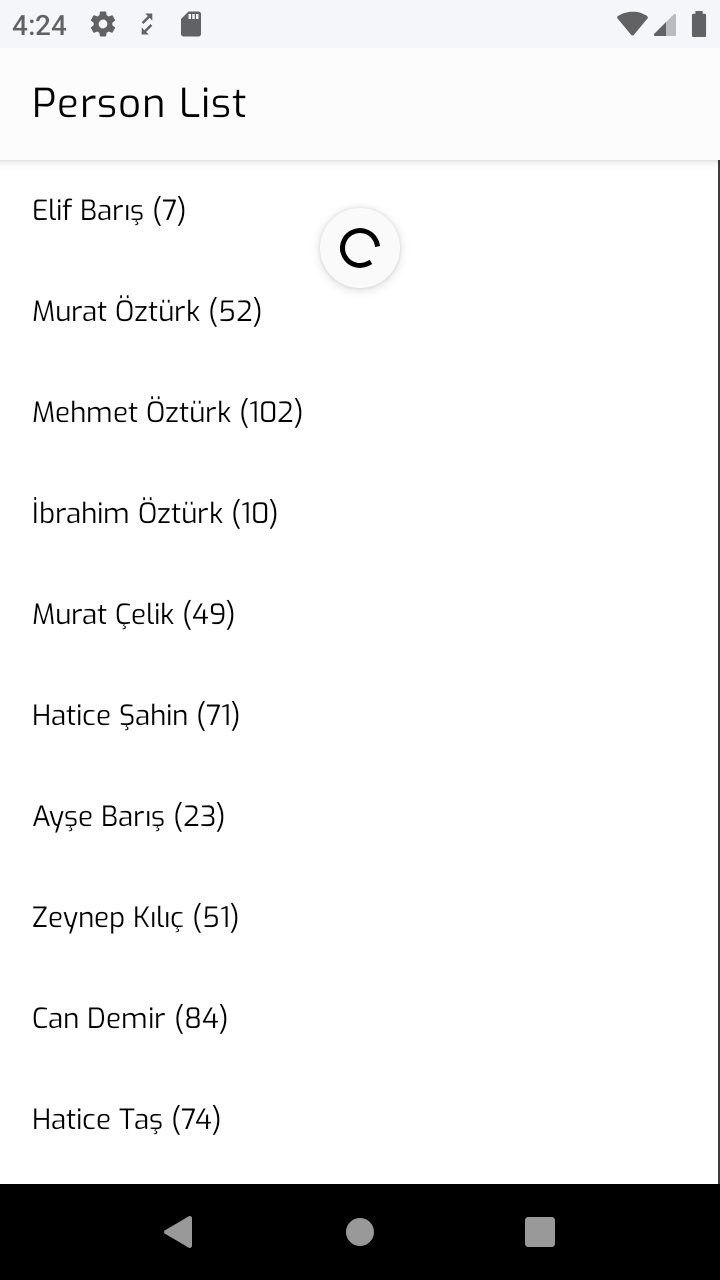 4:24
Person List
Elif Barış (7)
Murat Öztürk (52)
Mehmet Öztürk (102)
İbrahim Öztürk (10)
Murat Çelik (49)
Hatice Şahin (71)
Ayşe Barış (23)
Zeynep Kılıç (51)
Can Demir (84)
Hatice Taş (74)